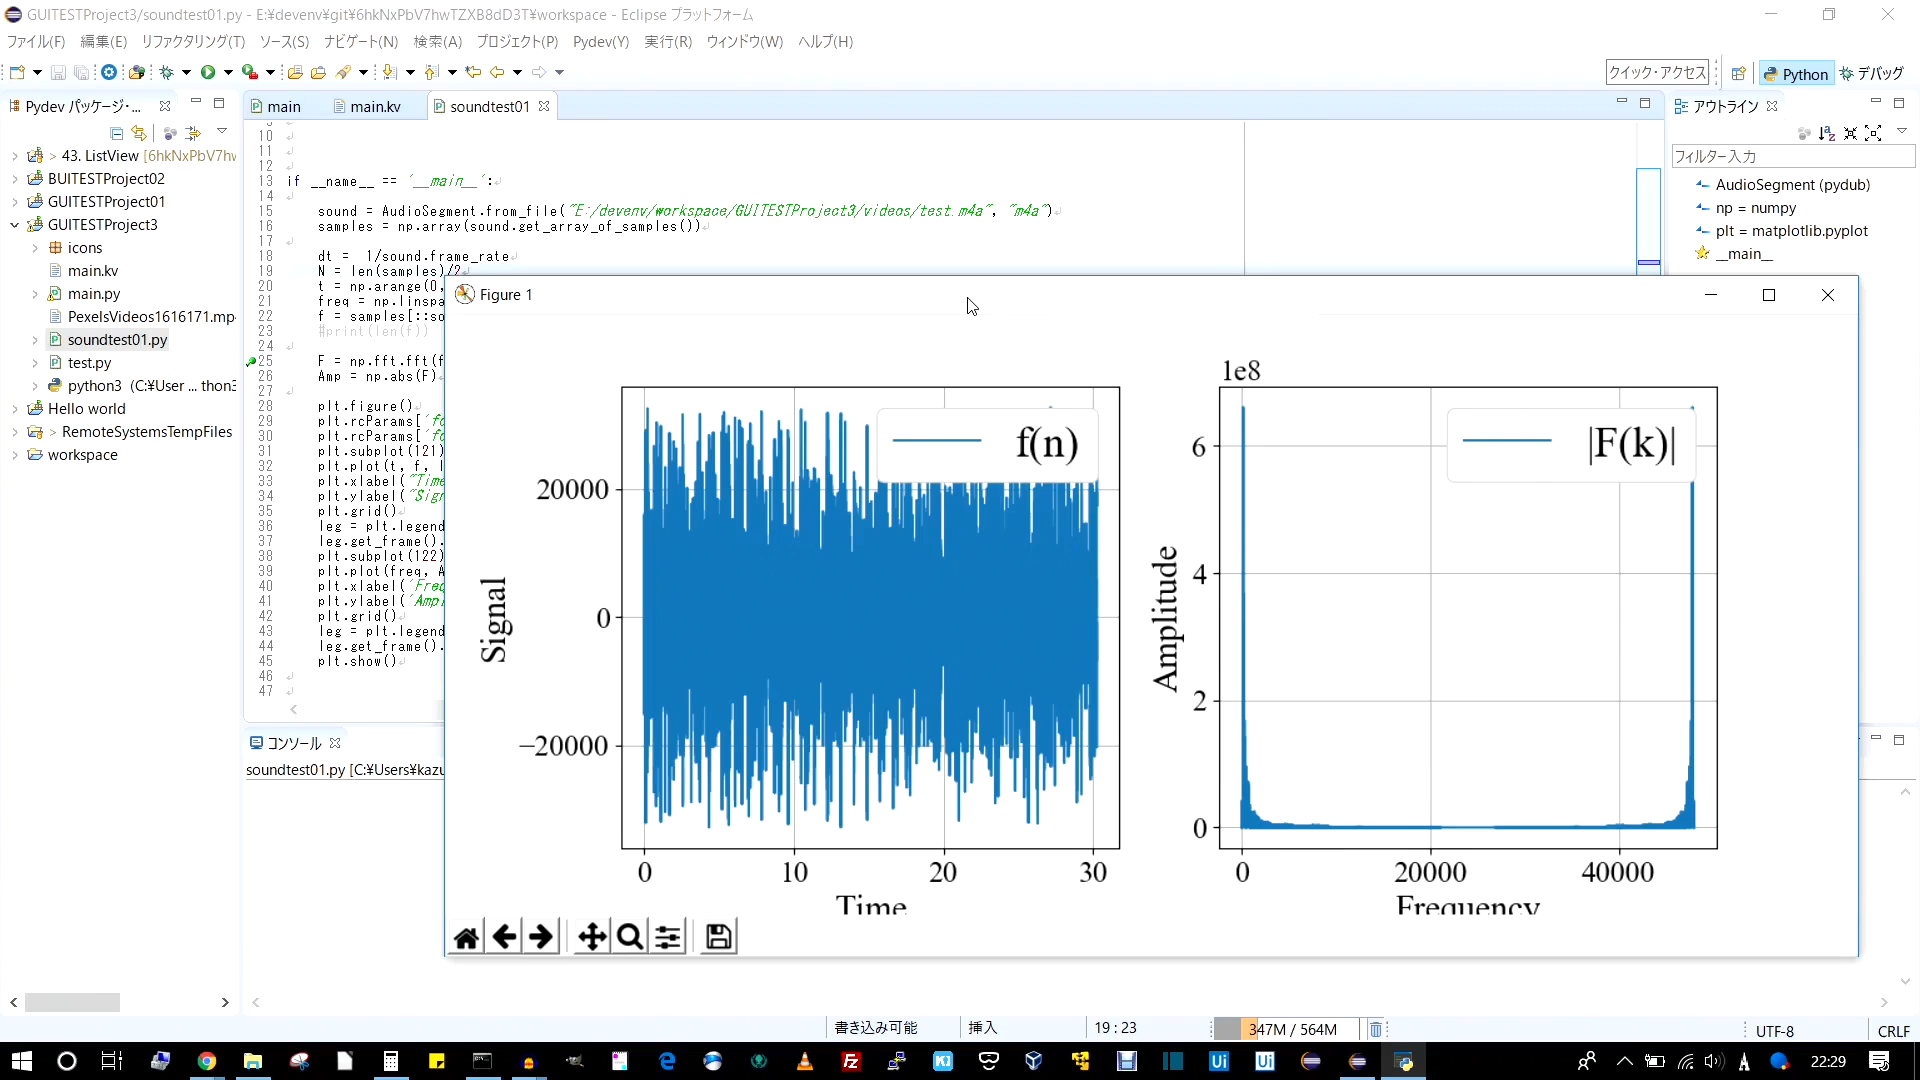 GUITESTProject3/soundtest01.py - E:¥devenv¥git¥6hkNxPbV7hwTZXB8dD3T¥workspace - Eclipse プラットフォーム
ファイル(F) 編集(E) リファクタリング(T) ソース(S) ナビゲート(N) 検索(A) プロジェクト(P) Pydev(Y) 実行(R) ウィンドウ(W) ヘルプ(H)
クイック・アクセス
Python
デバッグ
Pydev パッケージ・...
43. ListView [6hkNxPbV7hw
BUITESTProject02
GUITESTProject01
GUITESTProject3
icons
main.kv
main.py
PexelsVideos1616171.mp
soundtest01.py
test.py
python3 (C:¥User ... thon3
Hello world
> RemoteSystemsTempFiles
workspace
main
main.kv
soundtest01
10
11
12
13 if __name__ == '__main__':
14
15 sound = AudioSegment.from_file("E:/devenv/workspace/GUITESTProject3/videos/test.m4a", "m4a")
16 samples = np.array(sound.get_array_of_samples())
17
18 dt = 1/sound.frame_rate
19 N = len(samples)/2
20 t = np.arange(0,
21 freq = np.linspa
22 f = samples[::so
23 #print(len(f))
24
25 F = np.fft.fft(f
26 Amp = np.abs(F)
27
28 plt.figure()
29 plt.rcParams['fo
30 plt.rcParams['fo
31 plt.subplot(121)
32 plt.plot(t, f, l
33 plt.xlabel("Time
34 plt.ylabel("Sign
35 plt.grid()
36 leg = plt.legend
37 leg.get_frame().
38 plt.subplot(122)
39 plt.plot(freq, A
40 plt.xlabel('Freq
41 plt.ylabel('Ampl
42 plt.grid()
43 leg = plt.legend
44 leg.get_frame().
45 plt.show()
46
47
アウトライン
フィルター入力
AudioSegment (pydub)
np = numpy
plt = matplotlib.pyplot
__main__
Figure 1
f(n)
20000
0
−20000
Signal
0 10 20 30
Time
1e8
|F(k)|
6
4
2
0
Amplitude
0 20000 40000
Frequency
コンソール
soundtest01.py [C:¥Users¥kazu
書き込み可能
挿入
19 : 23
347M / 564M
UTF-8
CRLF
22:29